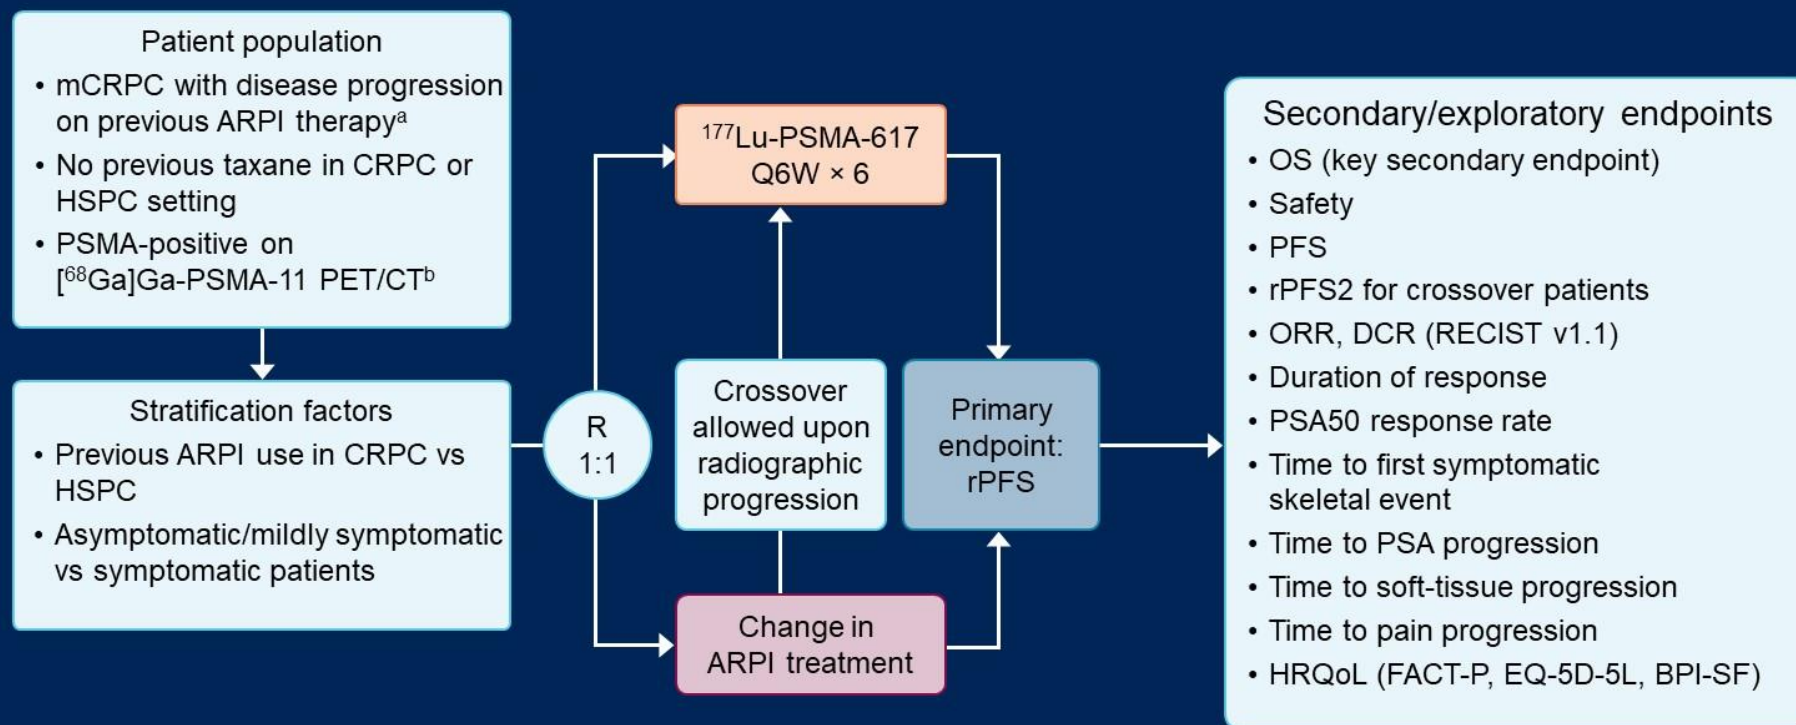 Patient population
• mCRPC with disease progression
on previous ARPI therapyᵃ
• No previous taxane in CRPC or
HSPC setting
• PSMA-positive on
[⁶⁸Ga]Ga-PSMA-11 PET/CTᵇ
Stratification factors
• Previous ARPI use in CRPC vs
HSPC
• Asymptomatic/mildly symptomatic
vs symptomatic patients
R
1:1
¹⁷⁷Lu-PSMA-617
Q6W × 6
Crossover
allowed upon
radiographic
progression
Change in
ARPI treatment
Primary
endpoint:
rPFS
Secondary/exploratory endpoints
• OS (key secondary endpoint)
• Safety
• PFS
• rPFS2 for crossover patients
• ORR, DCR (RECIST v1.1)
• Duration of response
• PSA50 response rate
• Time to first symptomatic
skeletal event
• Time to PSA progression
• Time to soft-tissue progression
• Time to pain progression
• HRQoL (FACT-P, EQ-5D-5L, BPI-SF)